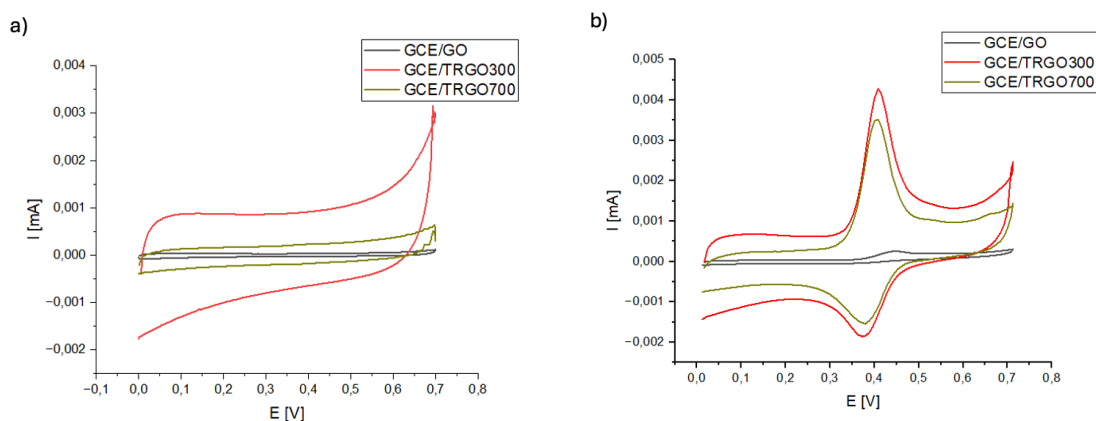 a)
GCE/GO
GCE/TRGO300
GCE/TRGO700
0,004
0,003
0,002
0,001
0,000
−0,001
−0,002
I [mA]
−0,1 0,0 0,1 0,2 0,3 0,4 0,5 0,6 0,7 0,8
E [V]
b)
GCE/GO
GCE/TRGO300
GCE/TRGO700
0,005
0,004
0,003
0,002
0,001
0,000
−0,001
−0,002
I [mA]
0,0 0,1 0,2 0,3 0,4 0,5 0,6 0,7 0,8
E [V]